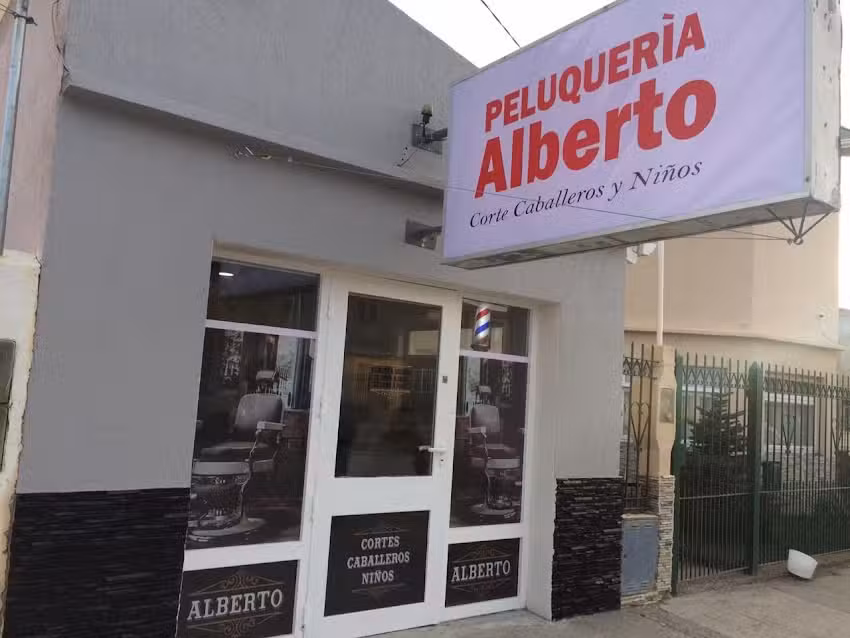 PELUQUERÌA
Alberto
Corte Caballeros y Niños
ALBERTO
CORTES
CABALLEROS
NIÑOS
ALBERTO